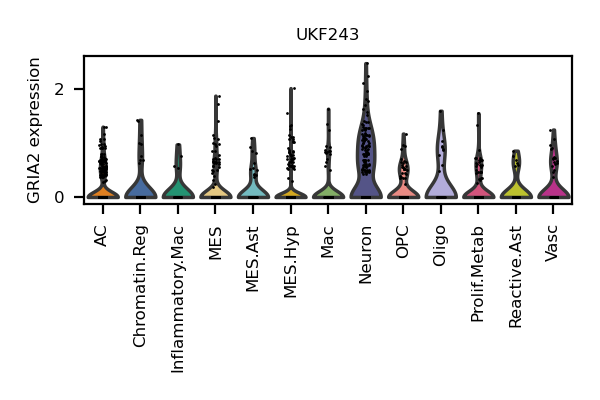 UKF243
GRIA2 expression
2
0
AC
Chromatin.Reg
Inflammatory.Mac
MES
MES.Ast
MES.Hyp
Mac
Neuron
OPC
Oligo
Prolif.Metab
Reactive.Ast
Vasc